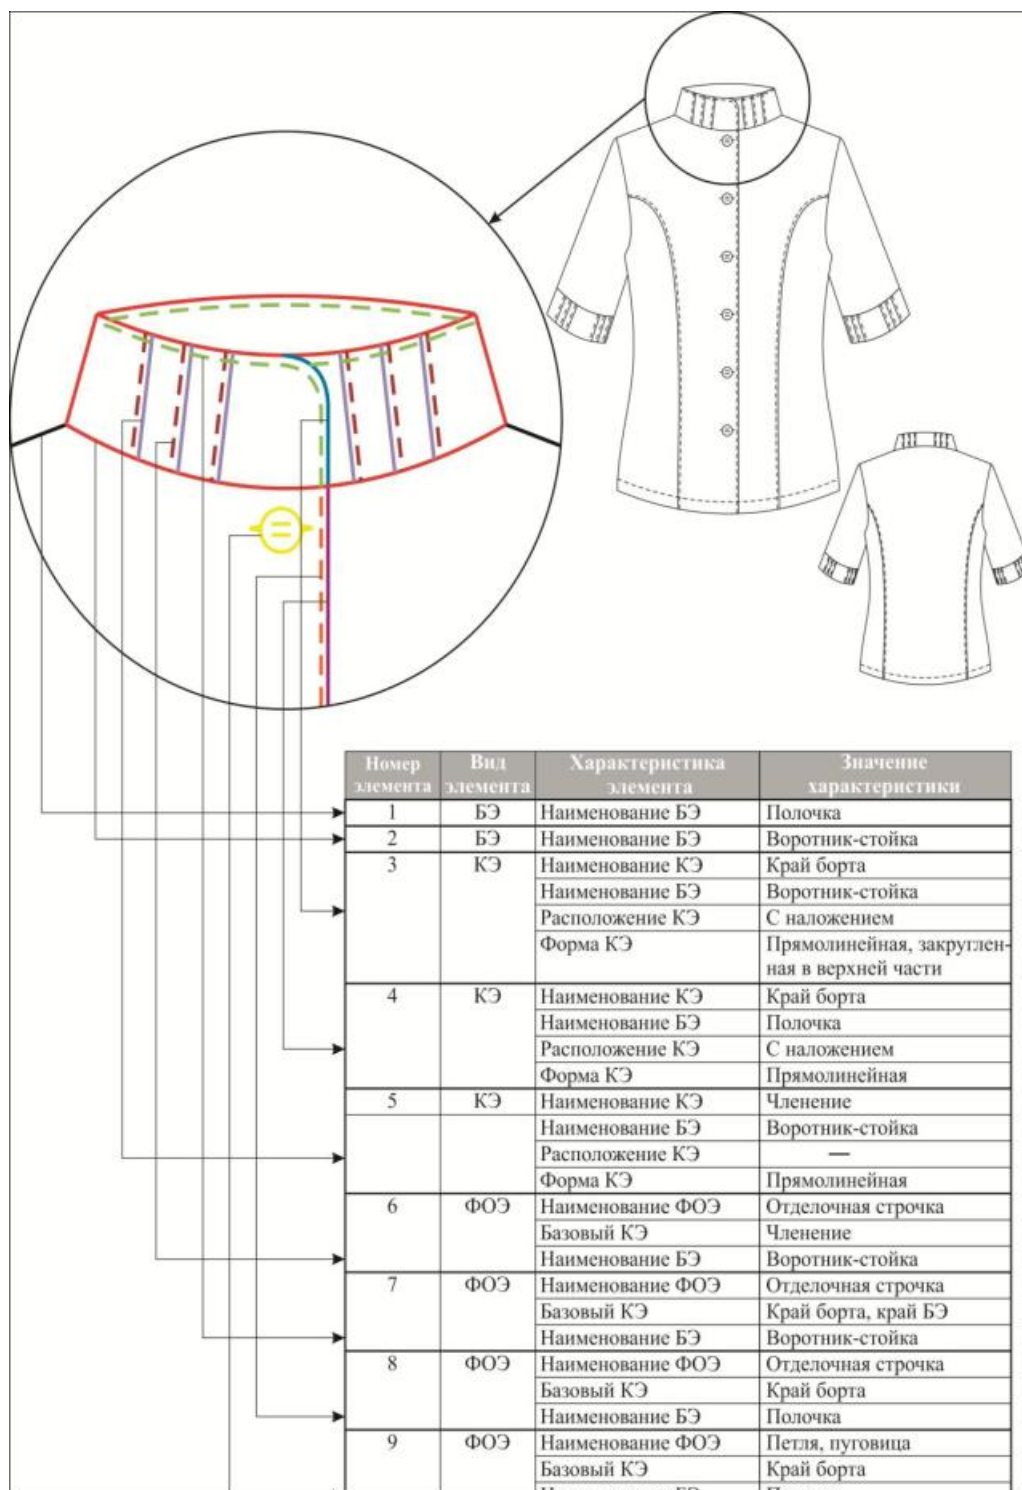 Номер элемента Вид элемента Характеристика элемента Значение характеристики
1 БЭ Наименование БЭ Полочка
2 БЭ Наименование БЭ Воротник-стойка
3 КЭ Наименование КЭ Край борта
Наименование БЭ Воротник-стойка
Расположение КЭ С наложением
Форма КЭ Прямолинейная, закруглен-
ная в верхней части
4 КЭ Наименование КЭ Край борта
Наименование БЭ Полочка
Расположение КЭ С наложением
Форма КЭ Прямолинейная
5 КЭ Наименование КЭ Членение
Наименование БЭ Воротник-стойка
Расположение КЭ —
Форма КЭ Прямолинейная
6 ФОЭ Наименование ФОЭ Отделочная строчка
Базовый КЭ Членение
Наименование БЭ Воротник-стойка
7 ФОЭ Наименование ФОЭ Отделочная строчка
Базовый КЭ Край борта, край БЭ
Наименование БЭ Воротник-стойка
8 ФОЭ Наименование ФОЭ Отделочная строчка
Базовый КЭ Край борта
Наименование БЭ Полочка
9 ФОЭ Наименование ФОЭ Петля, пуговица
Базовый КЭ Край борта